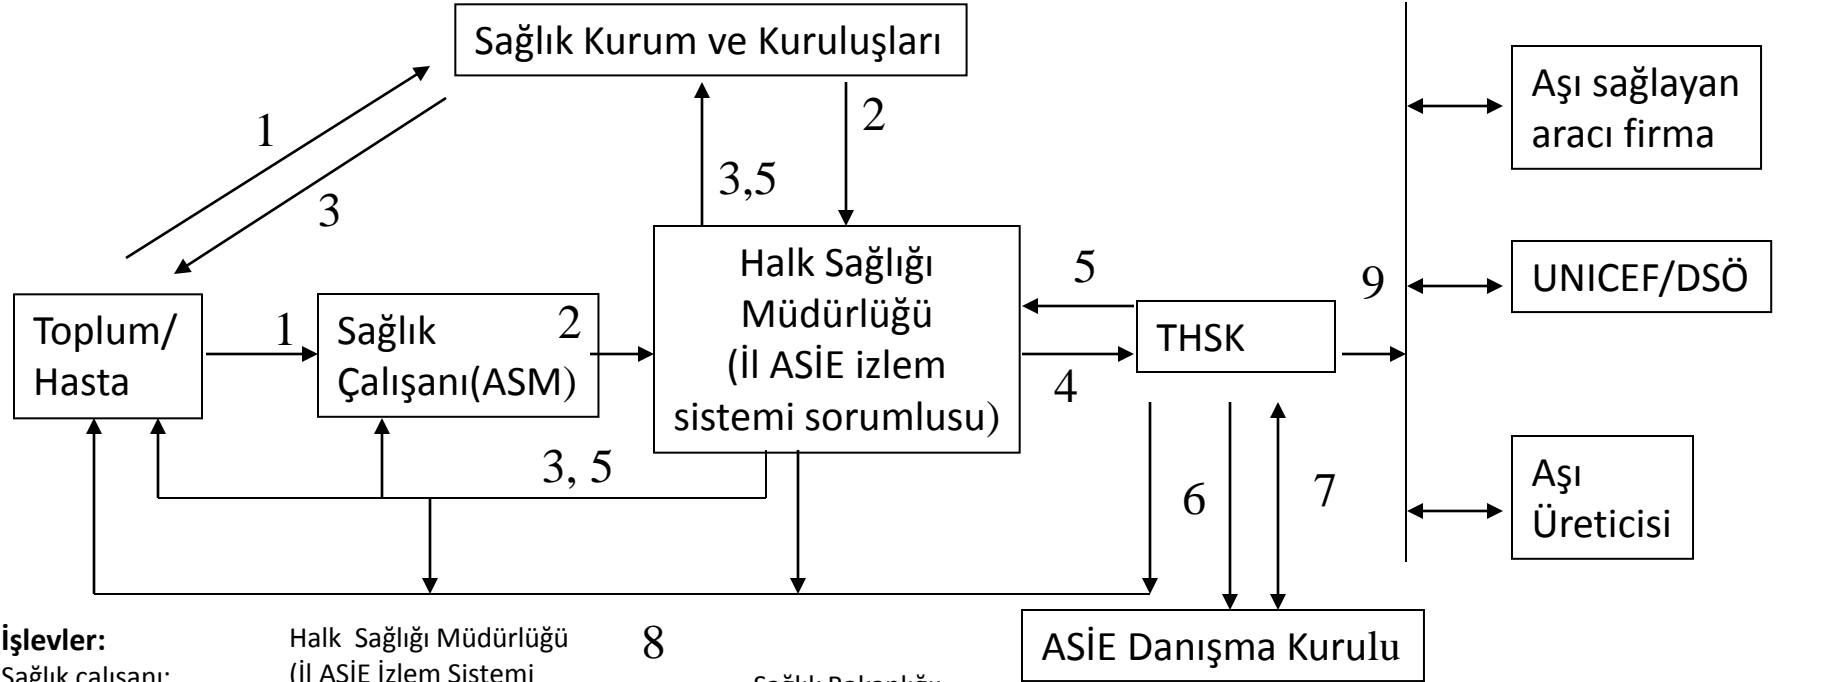 Sağlık Kurum ve Kuruluşları
Aşı sağlayan
aracı firma
1
2
3,5
3
Halk Sağlığı
Müdürlüğü
(İl ASİE izlem
sistemi sorumlusu)
5
9
UNICEF/DSÖ
Toplum/
Hasta
1
Sağlık
Çalışanı(ASM)
2
THSK
4
3, 5
6
7
Aşı
Üreticisi
8
ASİE Danışma Kurulu
İşlevler:
Sağlık çalışanı:
Halk Sağlığı Müdürlüğü
(İl ASİE İzlem Sistemi